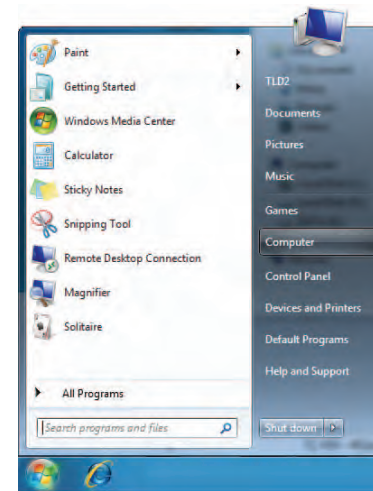 Paint
Getting Started
Windows Media Center
Calculator
Sticky Notes
Snipping Tool
Remote Desktop Connection
Magnifier
Solitaire
All Programs
Search programs and files
TLD2
Documents
Pictures
Music
Games
Computer
Control Panel
Devices and Printers
Default Programs
Help and Support
Shut down